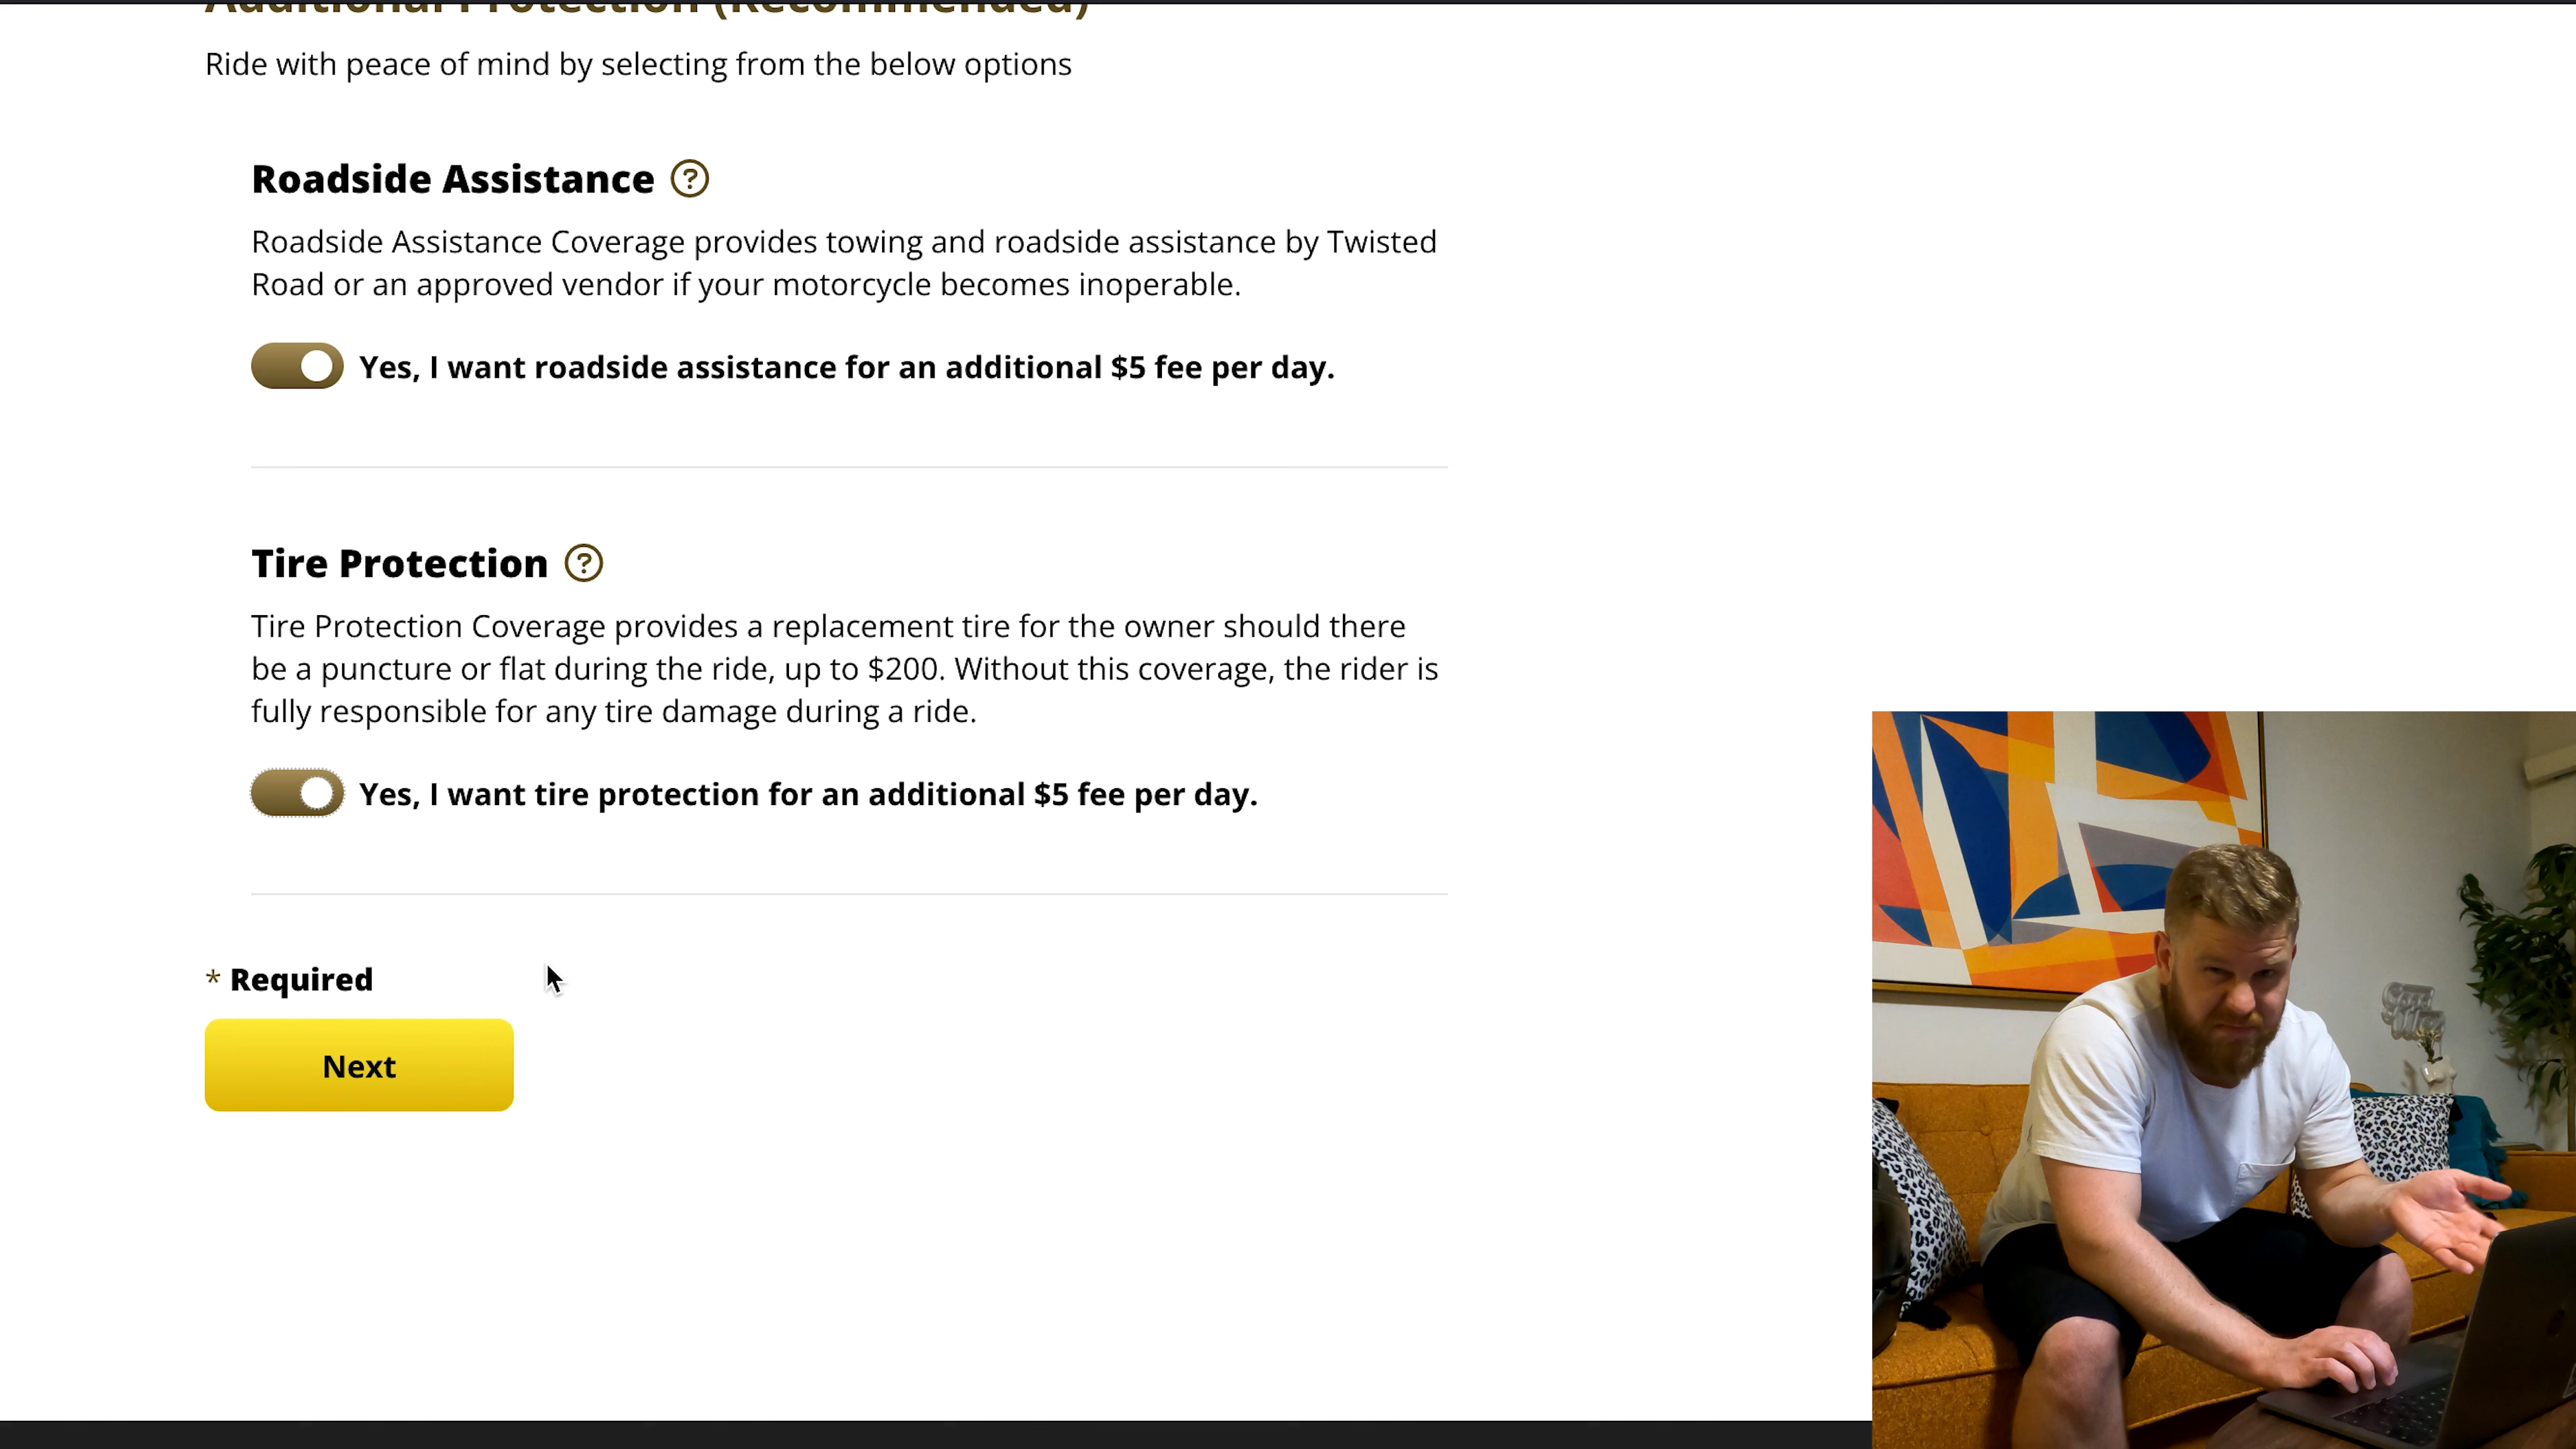 Additional Protection (Recommended)
Ride with peace of mind by selecting from the below options
Roadside Assistance ?
Roadside Assistance Coverage provides towing and roadside assistance by Twisted
Road or an approved vendor if your motorcycle becomes inoperable.
Yes, I want roadside assistance for an additional $5 fee per day.
Tire Protection ?
Tire Protection Coverage provides a replacement tire for the owner should there
be a puncture or flat during the ride, up to $200. Without this coverage, the rider is
fully responsible for any tire damage during a ride.
Yes, I want tire protection for an additional $5 fee per day.
* Required
Next